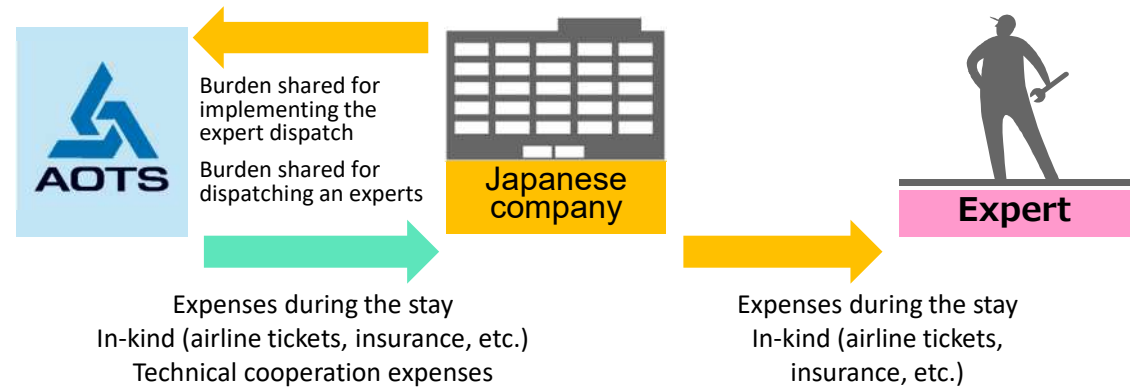 AOTS
Burden shared for
implementing the
expert dispatch
Burden shared for
dispatching an experts
Japanese
company
Expert
Expenses during the stay
In-kind (airline tickets, insurance, etc.)
Technical cooperation expenses
Expenses during the stay
In-kind (airline tickets,
insurance, etc.)